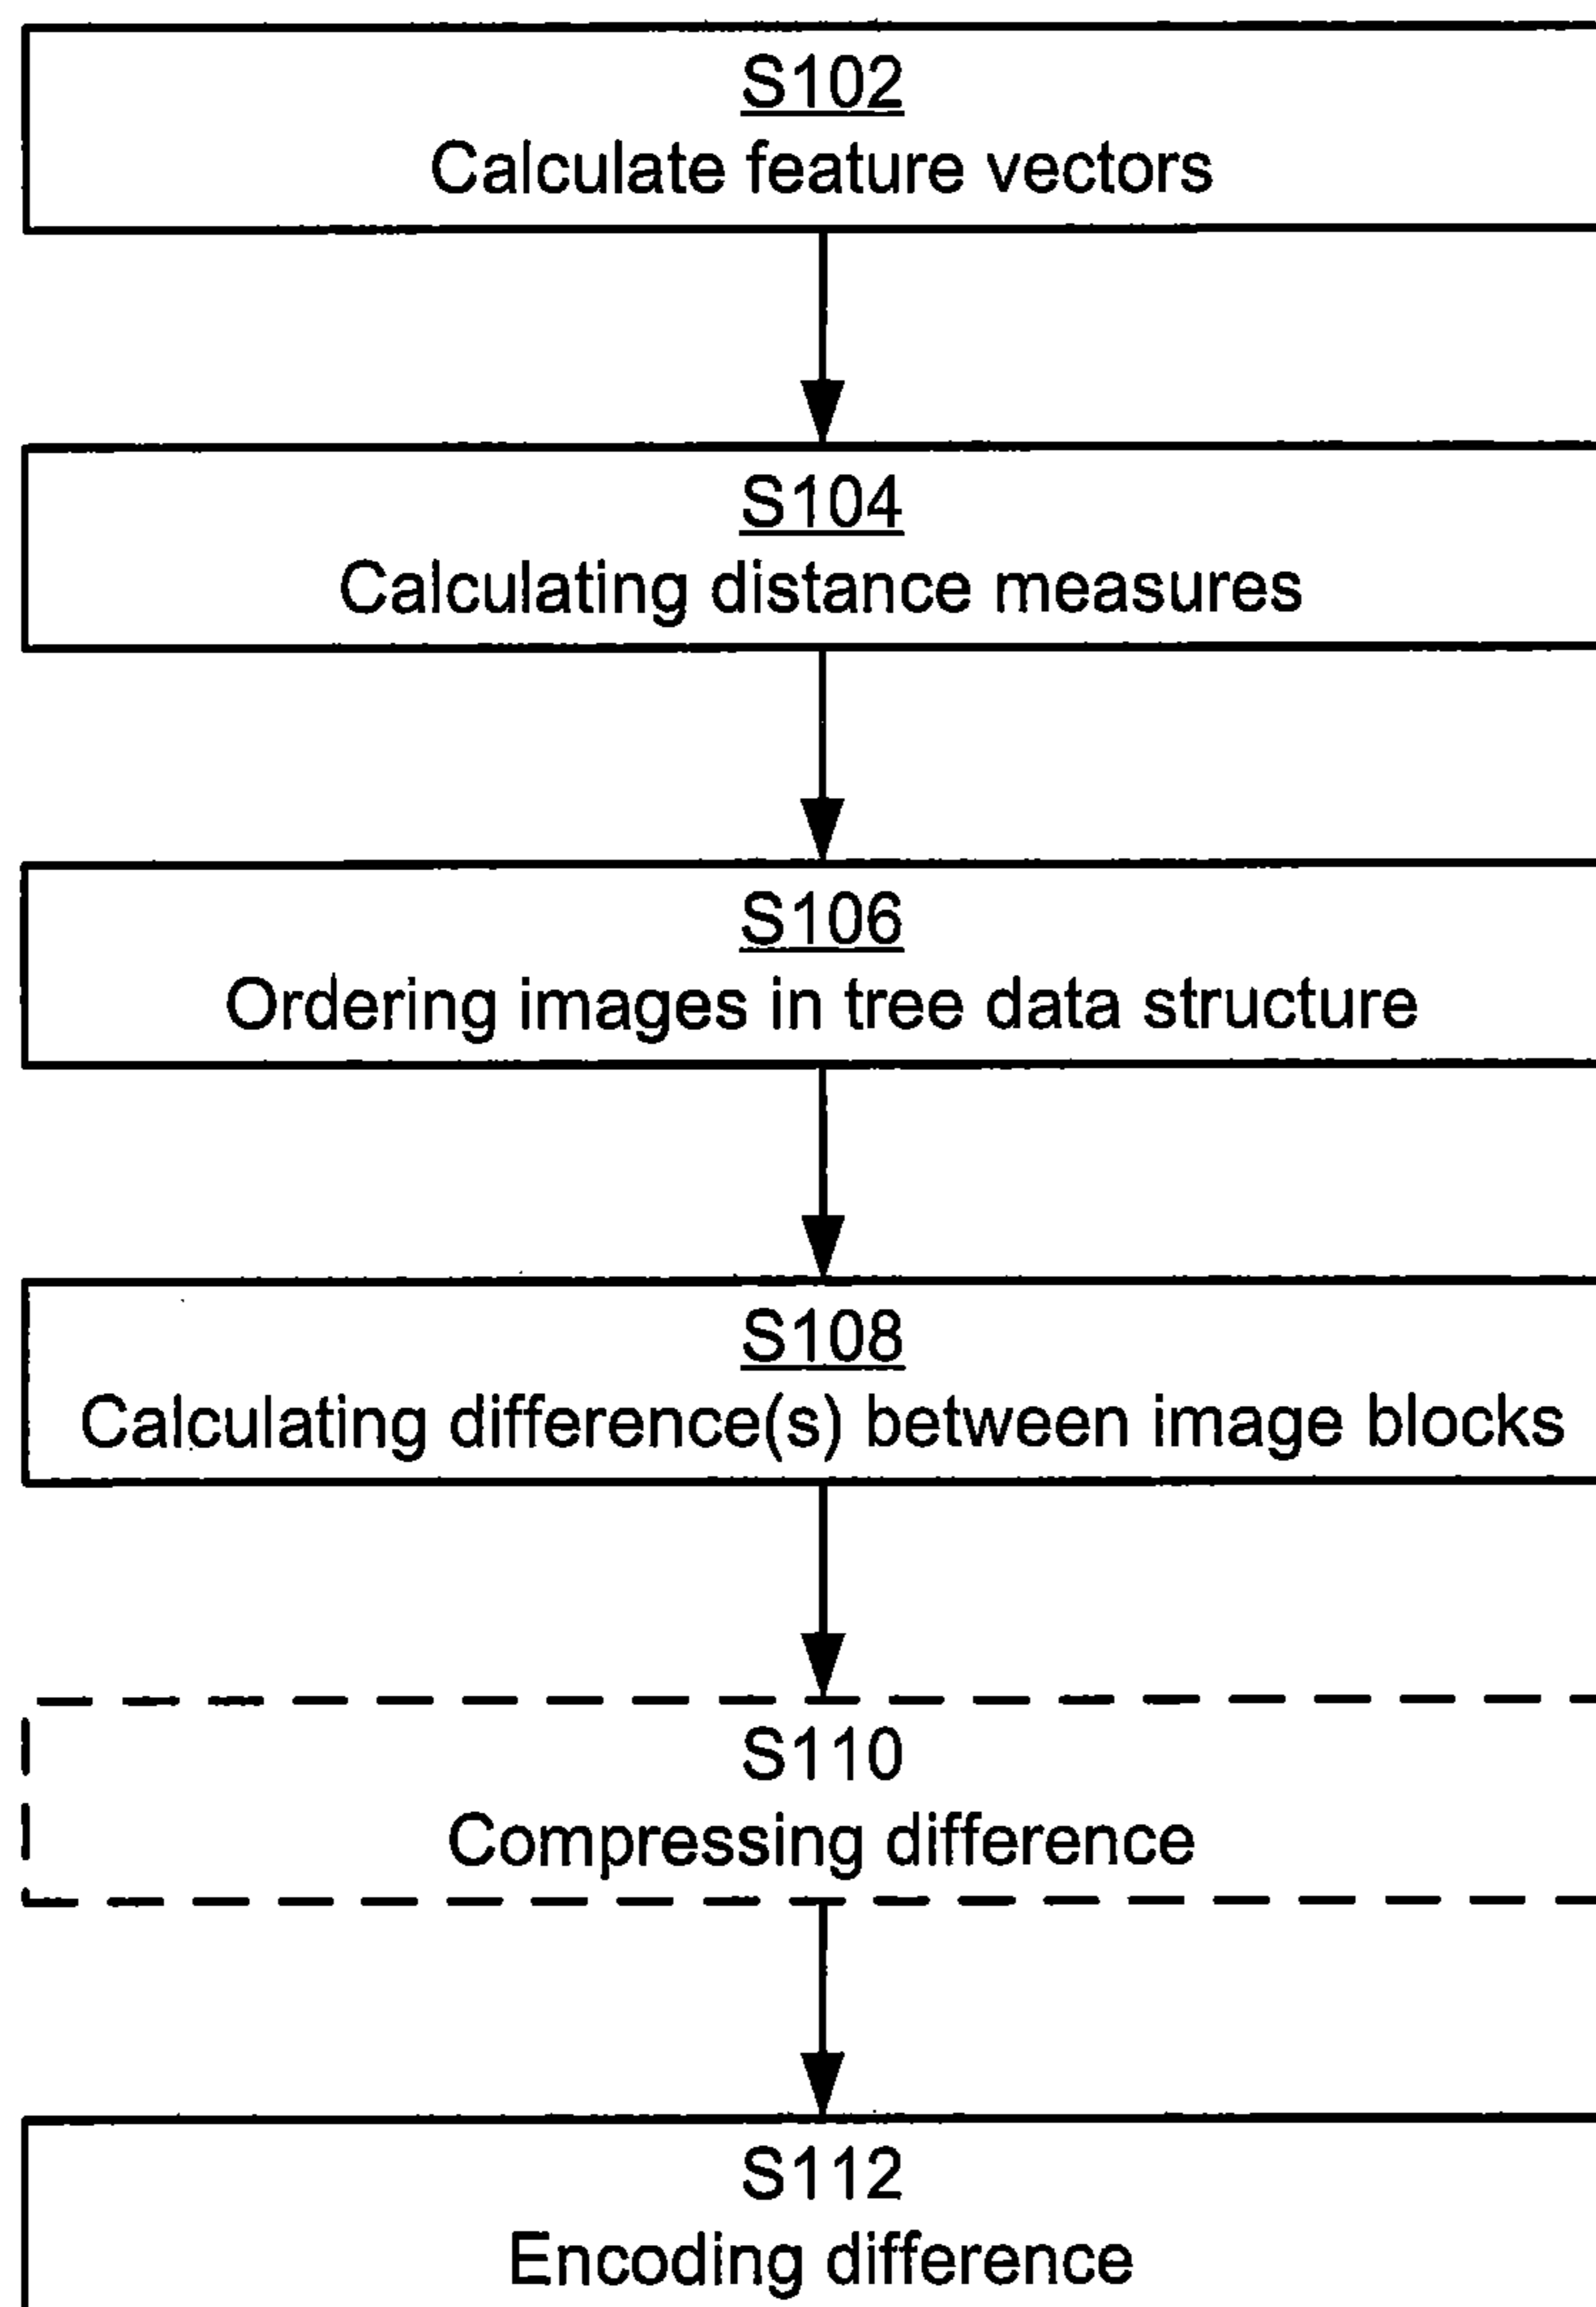 S102
Calculate feature vectors
S104
Calculating distance measures
S106
Ordering images in tree data structure
S108
Calculating difference(s) between image blocks
S110
Compressing difference
S112
Encoding difference